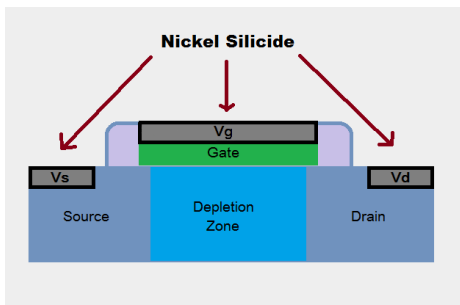 Nickel Silicide
Vg
Gate
Vs
Vd
Source
Depletion
Zone
Drain